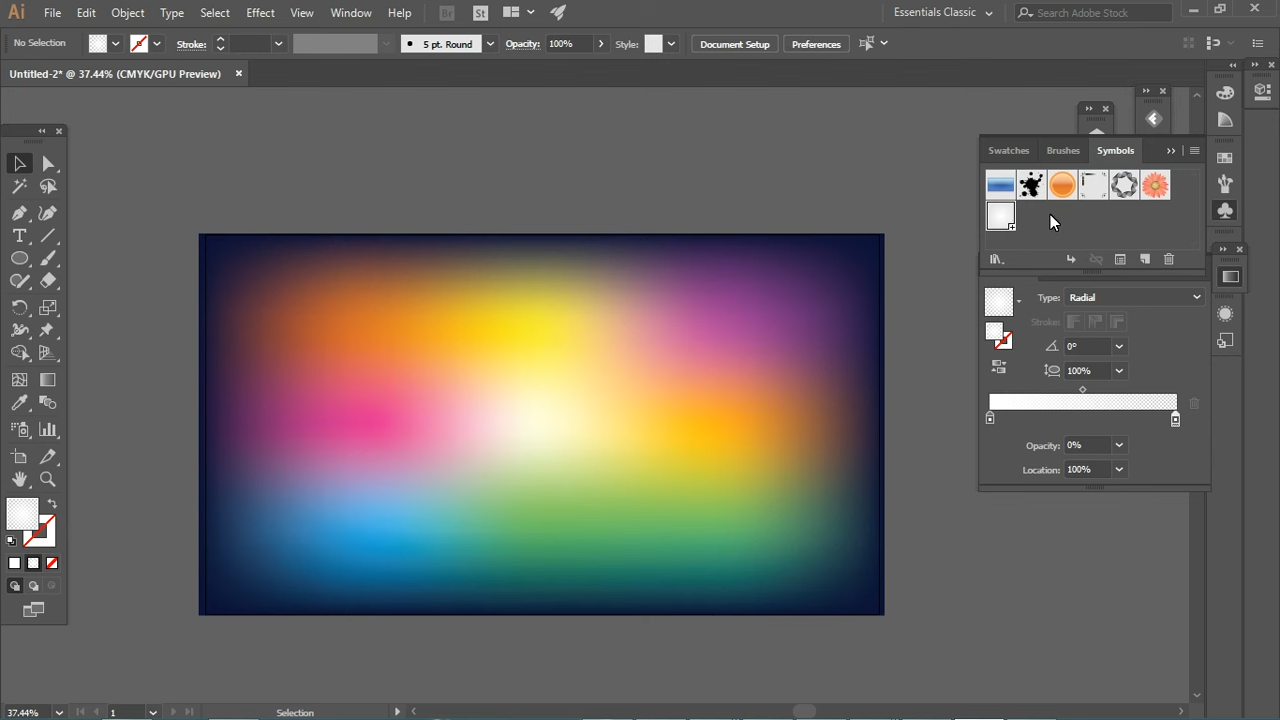 Ai File Edit Object Type Select Effect View Window Help Br St Essentials Classic Search Adobe Stock
No Selection Stroke: 5 pt. Round Opacity: 100% Style: Document Setup Preferences
Untitled-2* @ 37.44% (CMYK/GPU Preview)
Swatches Brushes Symbols
Type: Radial
Stroke:
0°
100%
Opacity: 0%
Location: 100%
37.44% 1 Selection